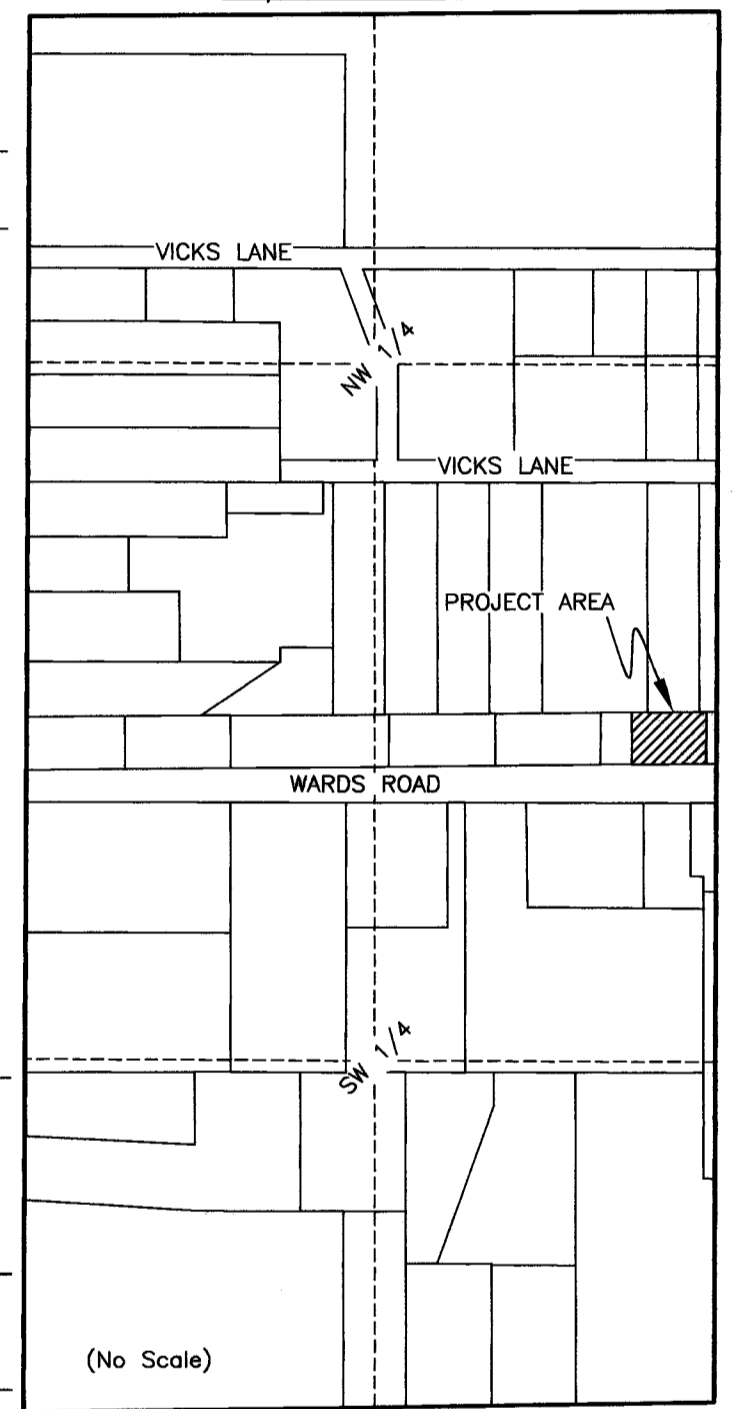 VICKS LANE
NW 1/4
VICKS LANE
PROJECT AREA
WARDS ROAD
SW 1/4
(No Scale)